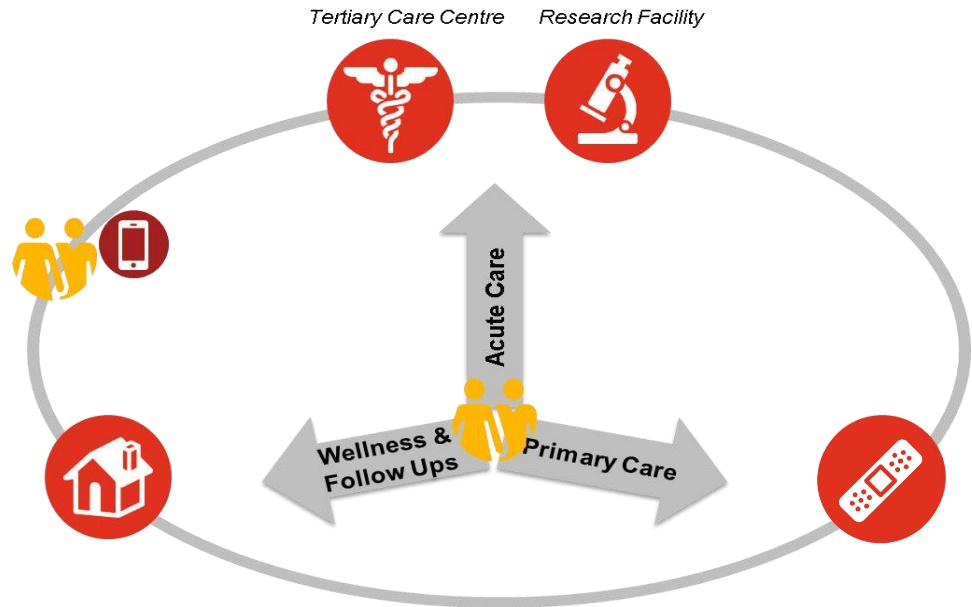 Tertiary Care Centre
Research Facility
Acute Care
Wellness &
Follow Ups
Primary Care